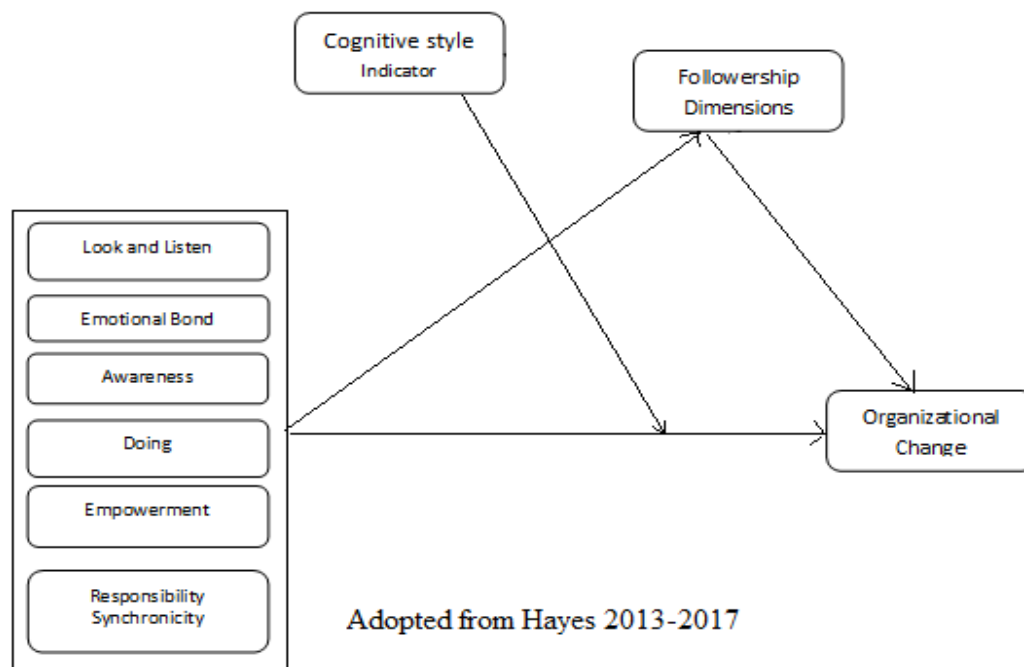 Cognitive style
Indicator
Followership
Dimensions
Look and Listen
Emotional Bond
Awareness
Doing
Empowerment
Responsibility
Synchronicity
Organizational
Change
Adopted from Hayes 2013-2017